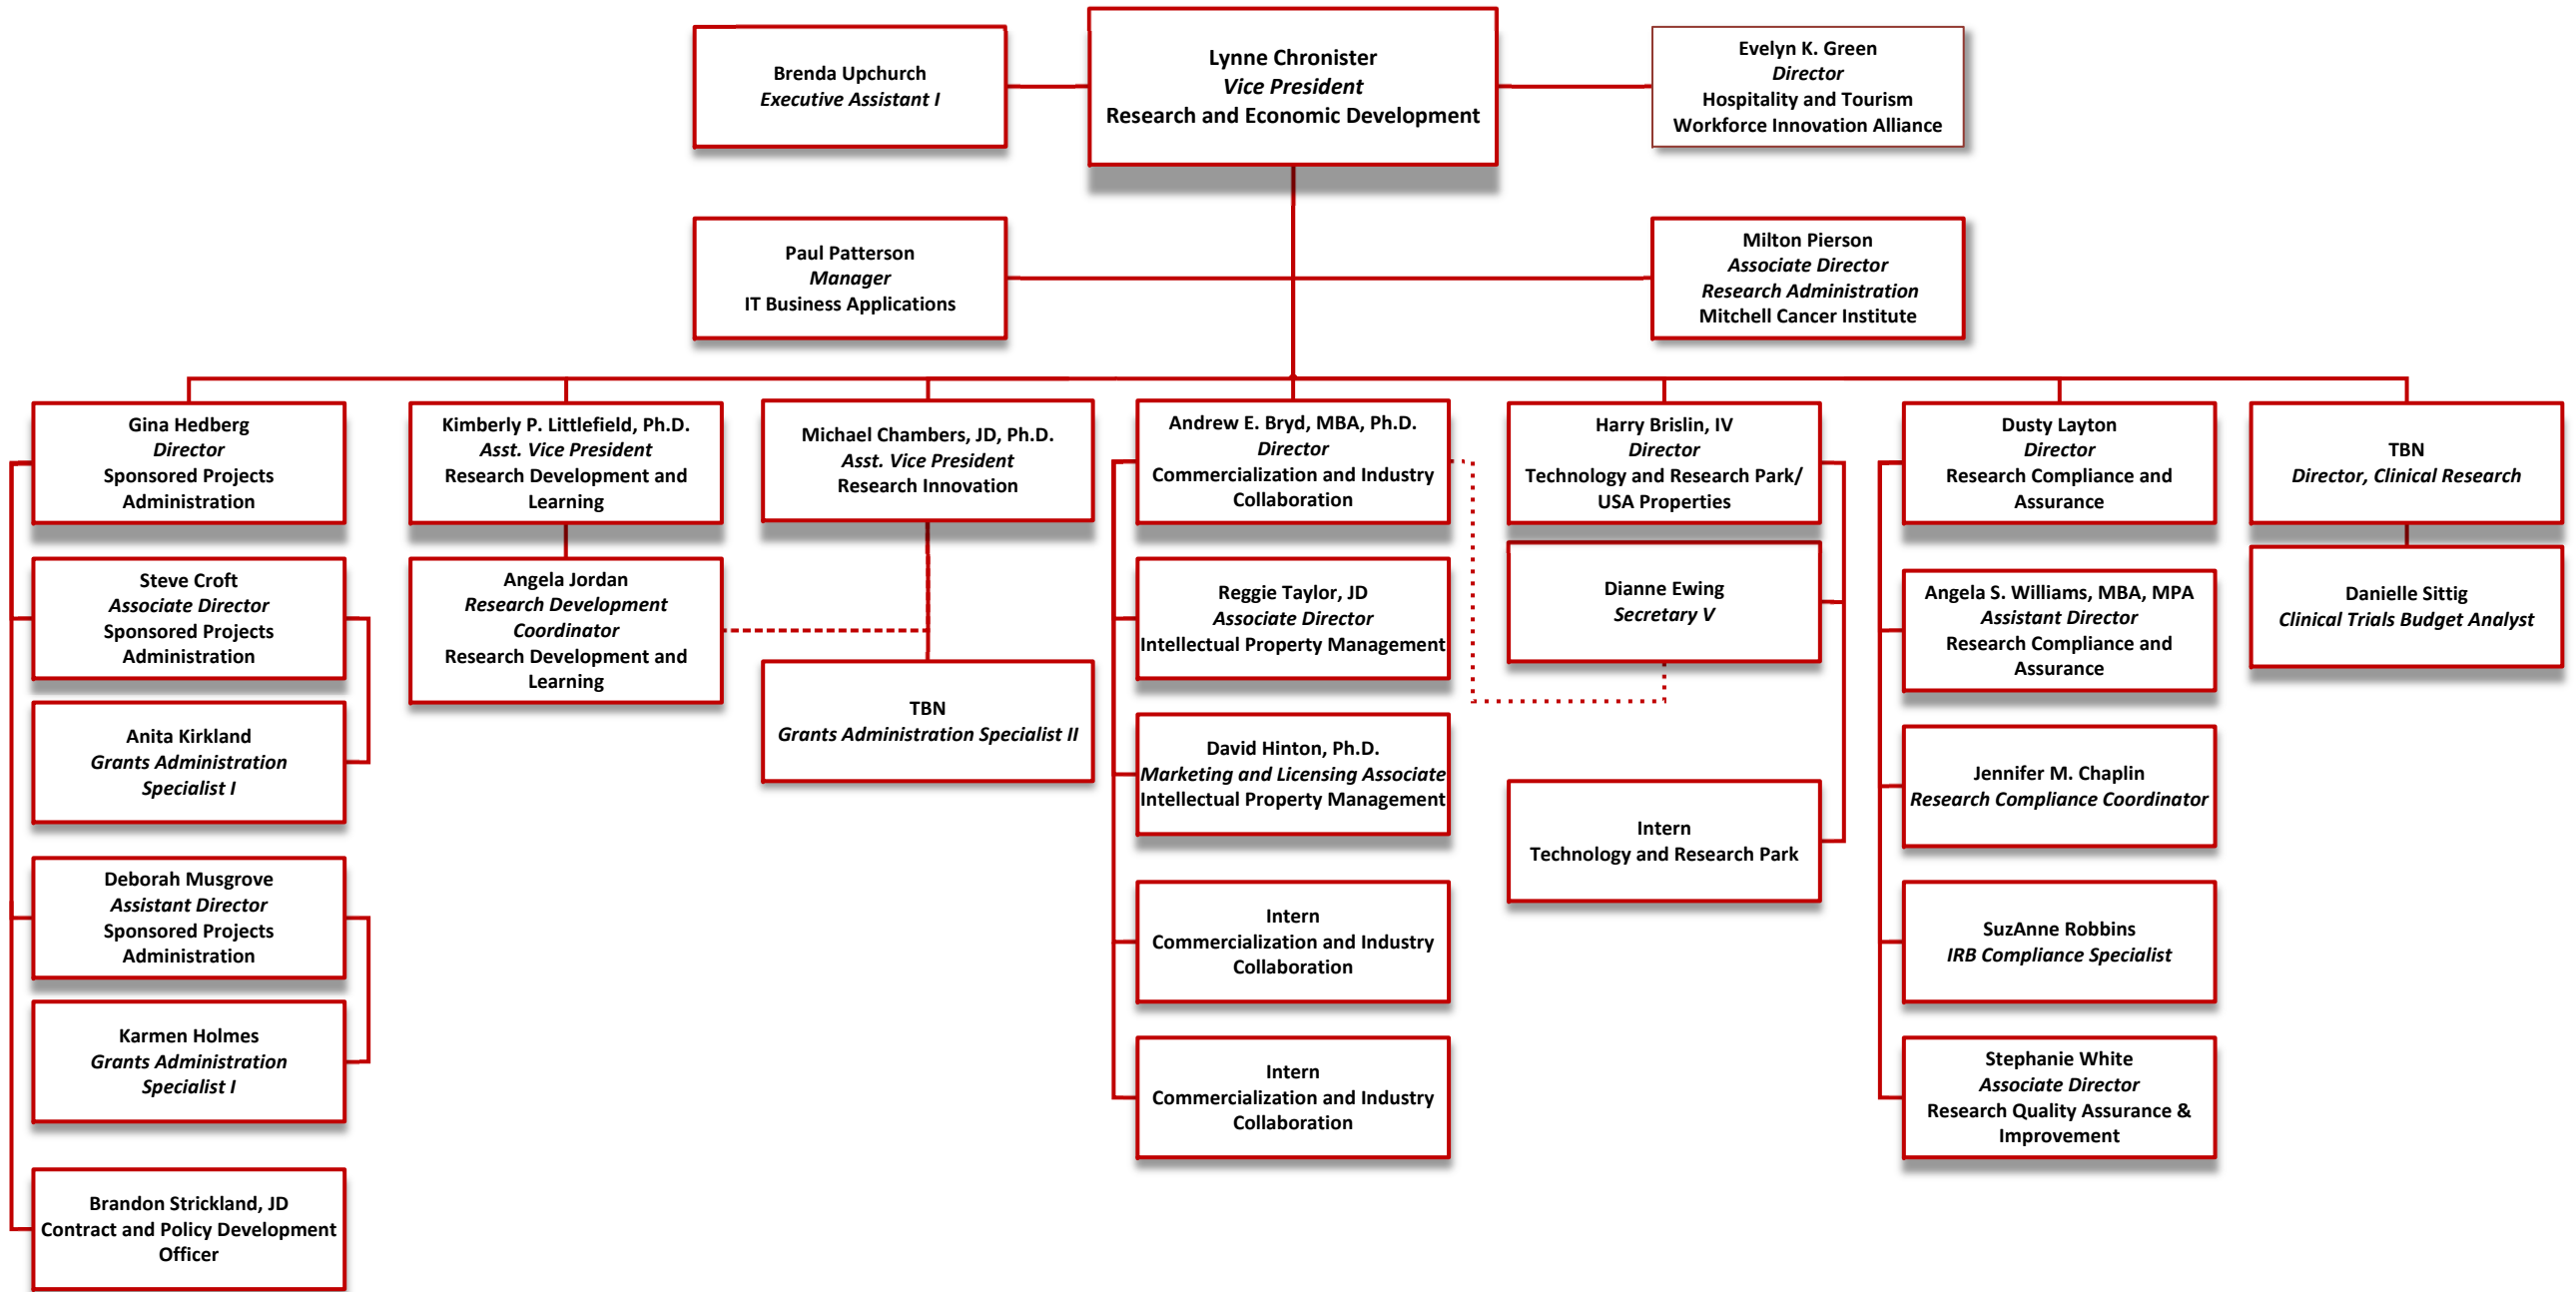 Brenda Upchurch
Executive Assistant I
Lynne Chronister
Vice President
Research and Economic Development
Evelyn K. Green
Director
Hospitality and Tourism
Workforce Innovation Alliance
Paul Patterson
Manager
IT Business Applications
Milton Pierson
Associate Director
Research Administration
Mitchell Cancer Institute
Gina Hedberg
Director
Sponsored Projects
Administration
Steve Croft
Associate Director
Sponsored Projects
Administration
Anita Kirkland
Grants Administration
Specialist I
Deborah Musgrove
Assistant Director
Sponsored Projects
Administration
Karmen Holmes
Grants Administration
Specialist I
Brandon Strickland, JD
Contract and Policy Development
Officer
Kimberly P. Littlefield, Ph.D.
Asst. Vice President
Research Development and
Learning
Angela Jordan
Research Development
Coordinator
Research Development and
Learning
Michael Chambers, JD, Ph.D.
Asst. Vice President
Research Innovation
TBN
Grants Administration Specialist II
Andrew E. Bryd, MBA, Ph.D.
Director
Commercialization and Industry
Collaboration
Reggie Taylor, JD
Associate Director
Intellectual Property Management
David Hinton, Ph.D.
Marketing and Licensing Associate
Intellectual Property Management
Intern
Commercialization and Industry
Collaboration
Intern
Commercialization and Industry
Collaboration
Harry Brislin, IV
Director
Technology and Research Park/
USA Properties
Dianne Ewing
Secretary V
Intern
Technology and Research Park
Dusty Layton
Director
Research Compliance and
Assurance
Angela S. Williams, MBA, MPA
Assistant Director
Research Compliance and
Assurance
Jennifer M. Chaplin
Research Compliance Coordinator
SuzAnne Robbins
IRB Compliance Specialist
Stephanie White
Associate Director
Research Quality Assurance &
Improvement
TBN
Director, Clinical Research
Danielle Sittig
Clinical Trials Budget Analyst